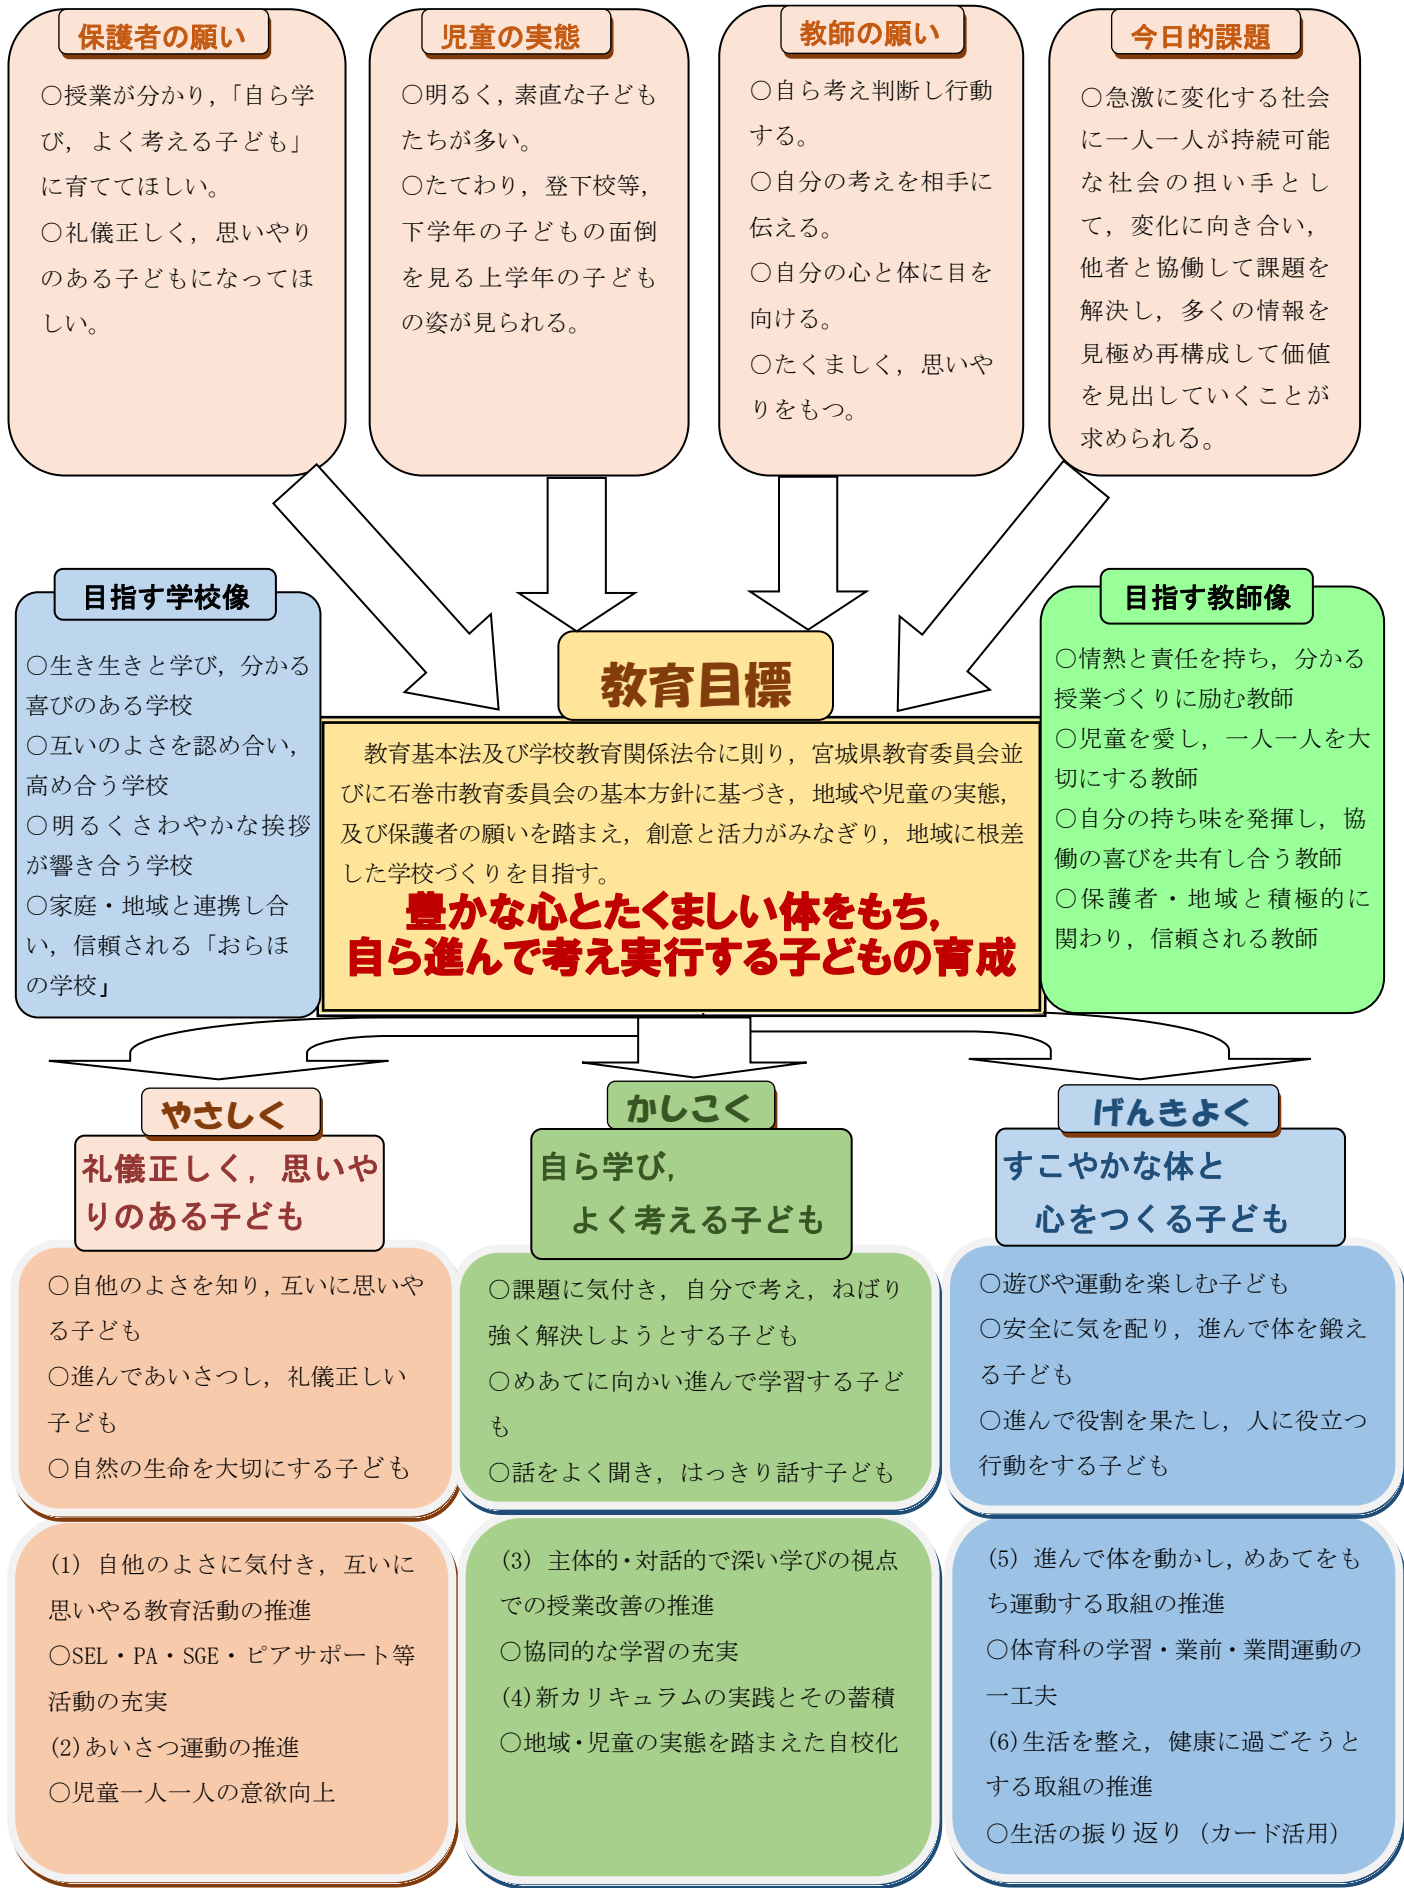 保護者の願い
○授業が分かり，「自ら学
び，よく考える子ども」
に育ててほしい。
○礼儀正しく，思いやり
のある子どもになってほ
しい。
児童の実態
○明るく，素直な子ども
たちが多い。
○たてわり，登下校等，
下学年の子どもの面倒
を見る上学年の子ども
の姿が見られる。
教師の願い
○自ら考え判断し行動
する。
○自分の考えを相手に
伝える。
○自分の心と体に目を
向ける。
○たくましく，思いや
りをもつ。
今日的課題
○急激に変化する社会
に一人一人が持続可能
な社会の担い手とし
て，変化に向き合い，
他者と協働して課題を
解決し，多くの情報を
見極め再構成して価値
を見出していくことが
求められる。
目指す学校像
○生き生きと学び，分かる
喜びのある学校
○互いのよさを認め合い，
高め合う学校
○明るくさわやかな挨拶
が響き合う学校
○家庭・地域と連携し合
い，信頼される「おらほ
の学校」
教育目標
教育基本法及び学校教育関係法令に則り，宮城県教育委員会並
びに石巻市教育委員会の基本方針に基づき，地域や児童の実態，
及び保護者の願いを踏まえ，創意と活力がみなぎり，地域に根差
した学校づくりを目指す。
豊かな心とたくましい体をもち，
自ら進んで考え実行する子どもの育成
目指す教師像
○情熱と責任を持ち，分かる
授業づくりに励む教師
○児童を愛し，一人一人を大
切にする教師
○自分の持ち味を発揮し，協
働の喜びを共有し合う教師
○保護者・地域と積極的に
関わり，信頼される教師
やさしく
礼儀正しく，思いや
りのある子ども
○自他のよさを知り，互いに思いや
る子ども
○進んであいさつし，礼儀正しい
子ども
○自然の生命を大切にする子ども
(1) 自他のよさに気付き，互いに
思いやる教育活動の推進
○SEL・PA・SGE・ピアサポート等
活動の充実
(2)あいさつ運動の推進
○児童一人一人の意欲向上
かしこく
自ら学び，
よく考える子ども
○課題に気付き，自分で考え，ねばり
強く解決しようとする子ども
○めあてに向かい進んで学習する子ど
も
○話をよく聞き，はっきり話す子ども
(3) 主体的・対話的で深い学びの視点
での授業改善の推進
○協同的な学習の充実
(4)新カリキュラムの実践とその蓄積
○地域・児童の実態を踏まえた自校化
げんきよく
すこやかな体と
心をつくる子ども
○遊びや運動を楽しむ子ども
○安全に気を配り，進んで体を鍛え
る子ども
○進んで役割を果たし，人に役立つ
行動をする子ども
(5) 進んで体を動かし，めあてをも
ち運動する取組の推進
○体育科の学習・業前・業間運動の
一工夫
(6)生活を整え，健康に過ごそうと
する取組の推進
○生活の振り返り（カード活用）